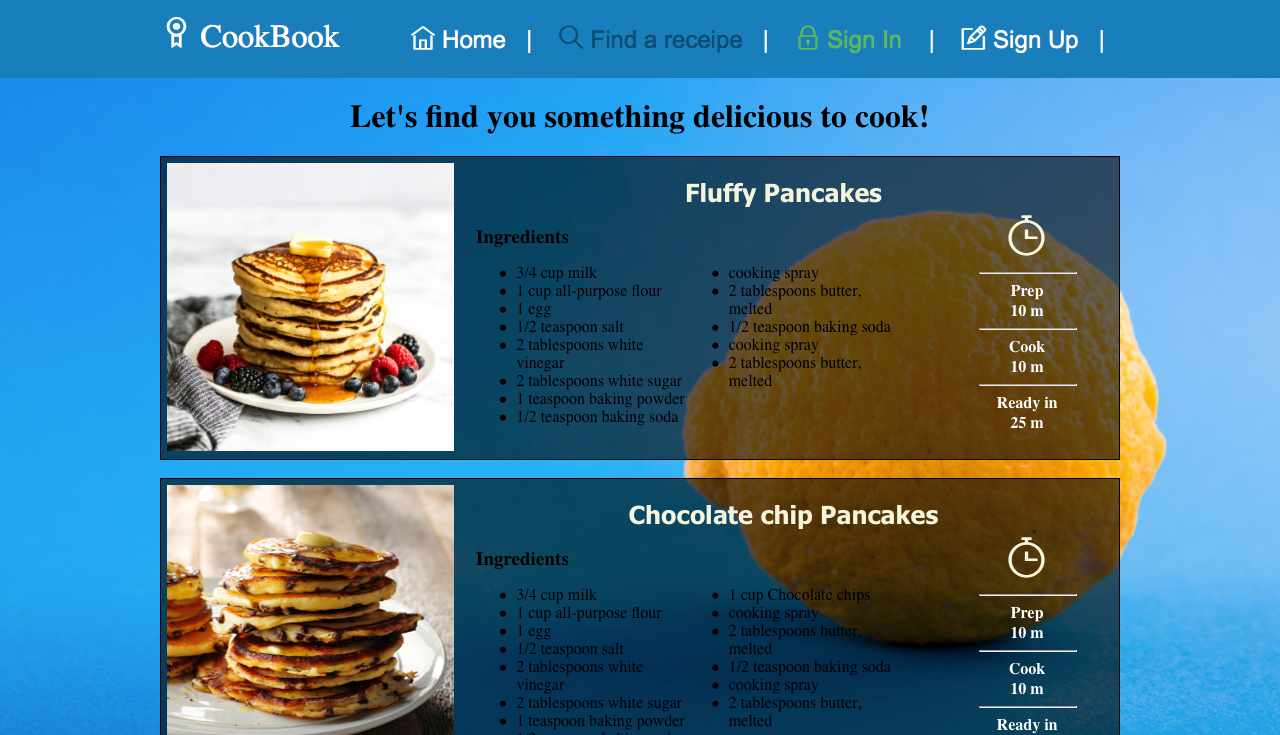 CookBook
Home |
Find a receipe |
Sign In |
Sign Up |
Let's find you something delicious to cook!
Fluffy Pancakes
Ingredients
3/4 cup milk
1 cup all-purpose flour
1 egg
1/2 teaspoon salt
2 tablespoons white
vinegar
2 tablespoons white sugar
1 teaspoon baking powder
1/2 teaspoon baking soda
cooking spray
2 tablespoons butter,
melted
1/2 teaspoon baking soda
cooking spray
2 tablespoons butter,
melted
Prep
10 m
Cook
10 m
Ready in
25 m
Chocolate chip Pancakes
Ingredients
3/4 cup milk
1 cup all-purpose flour
1 egg
1/2 teaspoon salt
2 tablespoons white
vinegar
2 tablespoons white sugar
1 teaspoon baking powder
1 cup Chocolate chips
cooking spray
2 tablespoons butter,
melted
1/2 teaspoon baking soda
cooking spray
2 tablespoons butter,
melted
Prep
10 m
Cook
10 m
Ready in